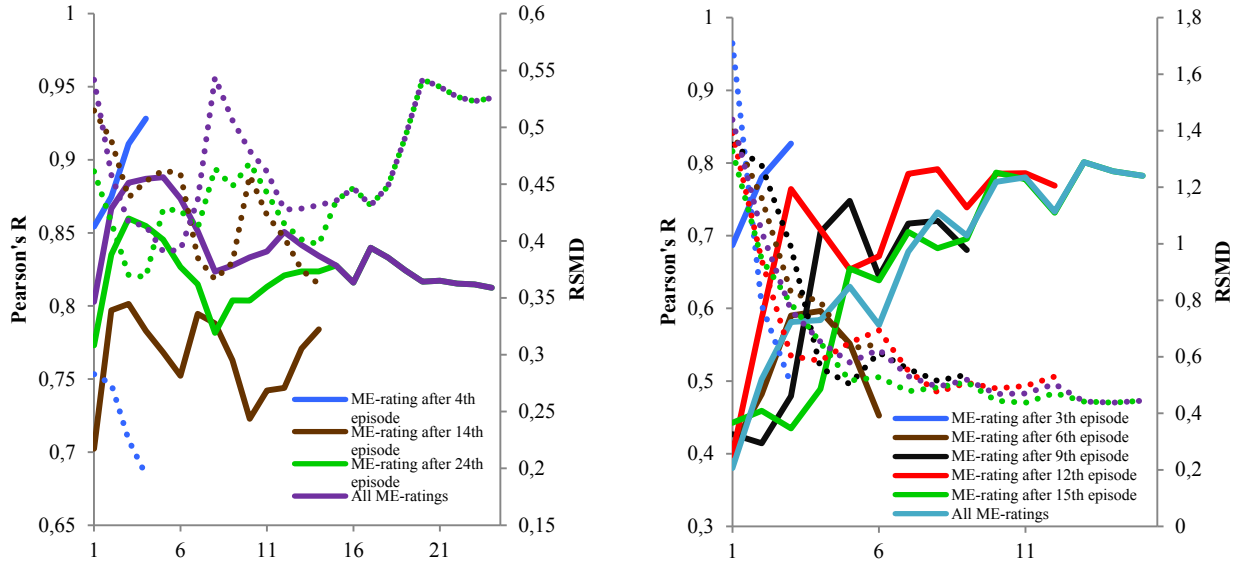 1
0,95
0,9
0,85
0,8
0,75
0,7
0,65
Pearson's R
0,6
0,55
0,5
0,45
0,4
0,35
0,3
0,25
0,2
0,15
RSMD
1
6
11
16
21
ME-rating after 4th
episode
ME-rating after 14th
episode
ME-rating after 24th
episode
All ME-ratings
1
0,9
0,8
0,7
0,6
0,5
0,4
0,3
Pearson's R
1,8
1,6
1,4
1,2
1
0,8
0,6
0,4
0,2
0
RSMD
1
6
11
ME-rating after 3th episode
ME-rating after 6th episode
ME-rating after 9th episode
ME-rating after 12th episode
ME-rating after 15th episode
All ME-ratings